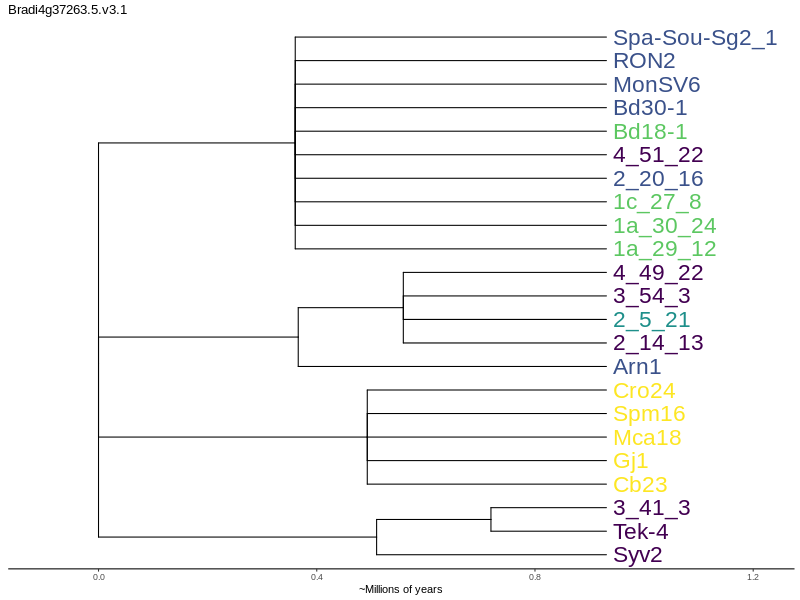 Bradi4g37263.5.v3.1
Spa-Sou-Sg2_1
RON2
MonSV6
Bd30-1
Bd18-1
4_51_22
2_20_16
1c_27_8
1a_30_24
1a_29_12
4_49_22
3_54_3
2_5_21
2_14_13
Arn1
Cro24
Spm16
Mca18
Gj1
Cb23
3_41_3
Tek-4
Syv2
0.0 0.4 0.8 1.2
~Millions of years